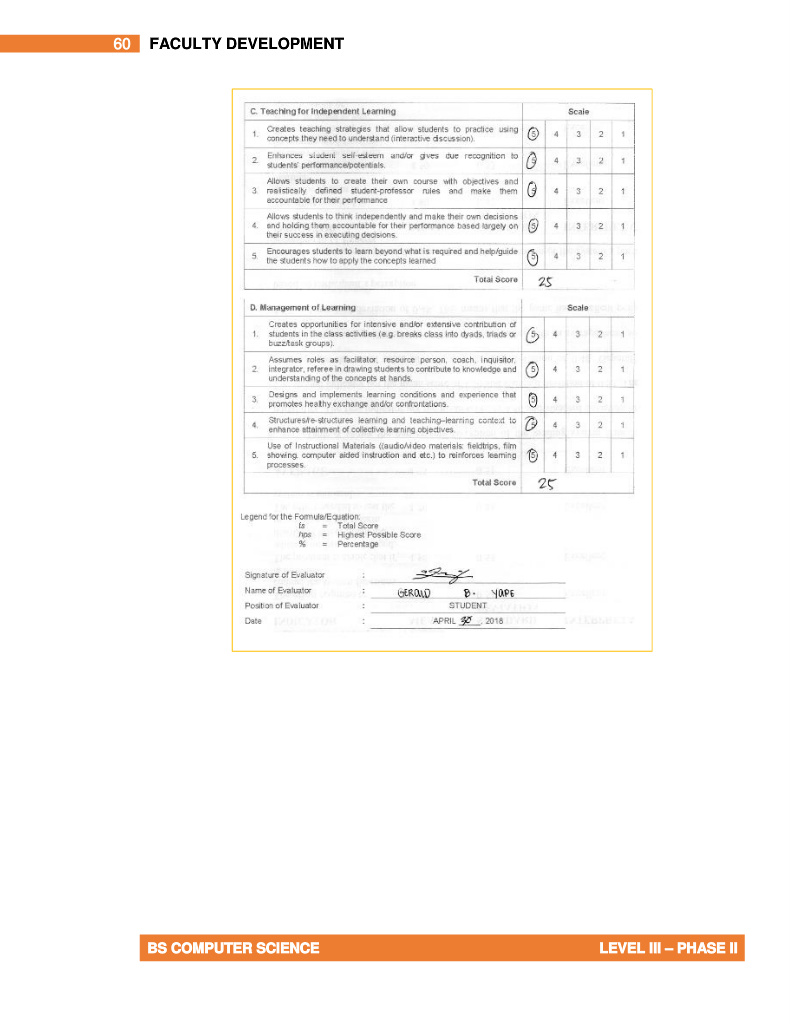 60 FACULTY DEVELOPMENT
C. Teaching for Independent Learning Scale
1. Creates teaching strategies that allow students to practice using
concepts they need to understand (interactive discussion). 5 4 3 2 1
2. Enhances student self-esteem and/or gives due recognition to
students' performance/potentials. 5 4 3 2 1
Allows students to create their own course with objectives and
3. realistically defined student-professor rules and make them 5 4 3 2 1
accountable for their performance
Allows students to think independently and make their own decisions
4. and holding them accountable for their performance based largely on 5 4 3 2 1
their success in executing decisions.
5. Encourages students to learn beyond what is required and help/guide
the students how to apply the concepts learned 5 4 3 2 1
Total Score 25
D. Management of Learning Scale
Creates opportunities for intensive and/or extensive contribution of
1. students in the class activities (e.g. breaks class into dyads, triads or 5 4 3 2 1
buzz/task groups).
Assumes roles as facilitator, resource person, coach, inquisitor,
2. integrator, referee in drawing students to contribute to knowledge and 5 4 3 2 1
understanding of the concepts at hands.
3. Designs and implements learning conditions and experience that
promotes healthy exchange and/or confrontations. 5 4 3 2 1
4. Structures/re-structures learning and teaching-learning context to
enhance attainment of collective learning objectives. 5 4 3 2 1
Use of Instructional Materials ((audio/video materials: fieldtrips, film
5. showing, computer aided instruction and etc.) to reinforces learning 5 4 3 2 1
processes.
Total Score 25
Legend for the Formula/Equation:
ts = Total Score
hps = Highest Possible Score
% = Percentage
Signature of Evaluator :
Name of Evaluator : GERALD B. YAPE
Position of Evaluator : STUDENT
Date : APRIL 30, 2018
BS COMPUTER SCIENCE LEVEL III – PHASE II